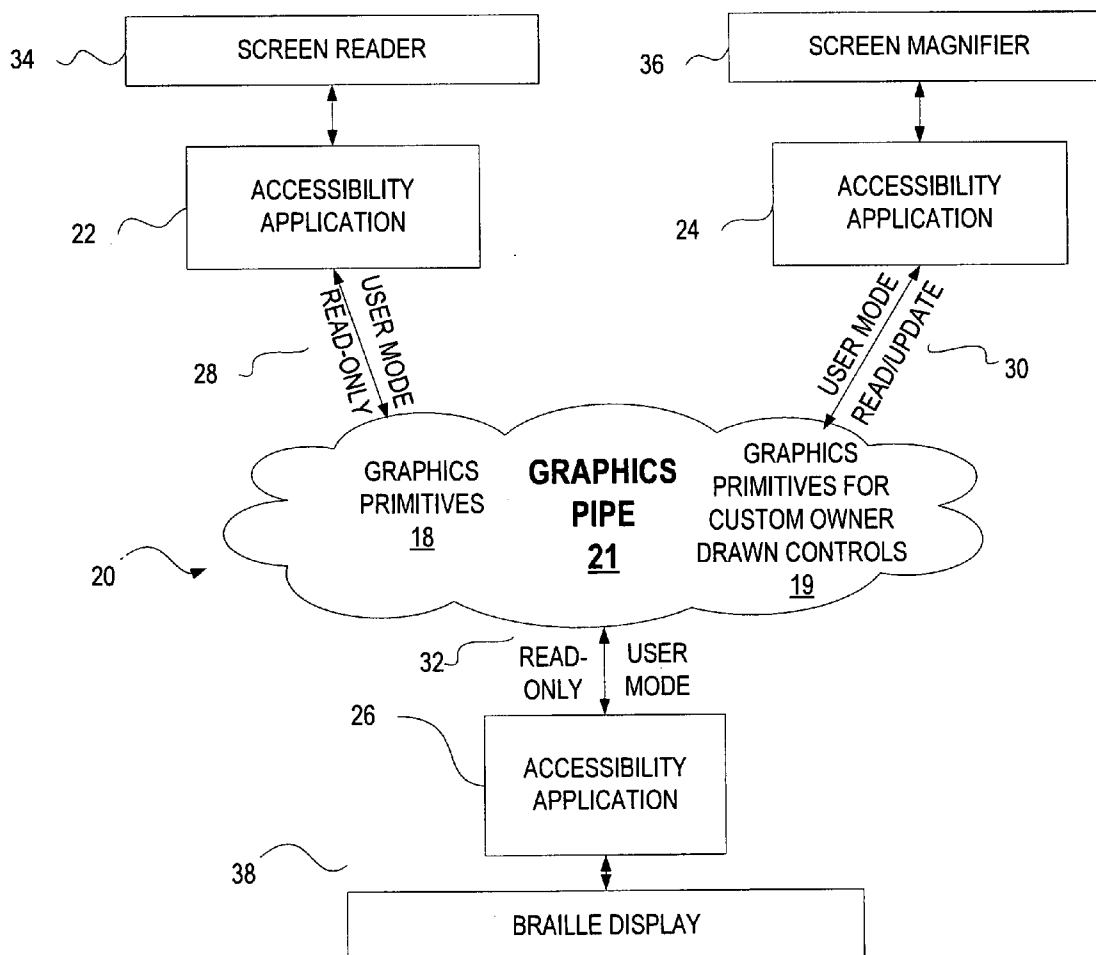 34
SCREEN READER
36
SCREEN MAGNIFIER
22
ACCESSIBILITY
APPLICATION
24
ACCESSIBILITY
APPLICATION
28
USER MODE
READ-ONLY
USER MODE
READ/UPDATE
30
GRAPHICS
PRIMITIVES
18
GRAPHICS
PIPE
21
GRAPHICS
PRIMITIVES FOR
CUSTOM OWNER
DRAWN CONTROLS
19
20
32
READ-
ONLY
USER
MODE
26
ACCESSIBILITY
APPLICATION
38
BRAILLE DISPLAY